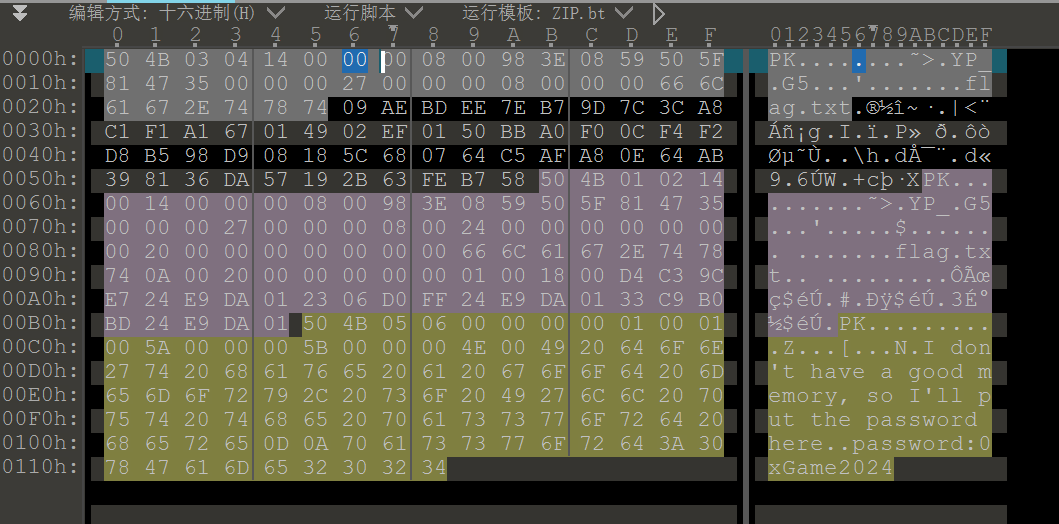 编辑方式: 十六进制(H) 运行脚本 运行模板: ZIP.bt
0 1 2 3 4 5 6 7 8 9 A B C D E F 0123456789ABCDEF
0000h: 50 4B 03 04 14 00 00 00 08 00 98 3E 08 59 50 5F PK........˜>.YP_
0010h: 81 47 35 00 00 00 27 00 00 00 08 00 00 00 66 6C .G5...'.......fl
0020h: 61 67 2E 74 78 74 09 AE BD EE 7E B7 9D 7C 3C A8 ag.txt.®½î~·.|<¨
0030h: C1 F1 A1 67 01 49 02 EF 01 50 BB A0 F0 0C F4 F2 Áñ¡g.I.ï.P» ð.ôò
0040h: D8 B5 98 D9 08 18 5C 68 07 64 C5 AF A8 0E 64 AB Øµ˜Ù..\h.dÅ¯¨.d«
0050h: 39 81 36 DA 57 19 2B 63 FE B7 58 50 4B 01 02 14 9.6ÚW.+cþ·XPK...
0060h: 00 14 00 00 00 08 00 98 3E 08 59 50 5F 81 47 35 .......˜>.YP_.G5
0070h: 00 00 00 27 00 00 00 08 00 24 00 00 00 00 00 00 ...'.....$......
0080h: 00 20 00 00 00 00 00 00 00 66 6C 61 67 2E 74 78 . .......flag.tx
0090h: 74 0A 00 20 00 00 00 00 00 01 00 18 00 D4 C3 9C t.. .........ÔÃœ
00A0h: E7 24 E9 DA 01 23 06 D0 FF 24 E9 DA 01 33 C9 B0 ç$éÚ.#.Ðÿ$éÚ.3É°
00B0h: BD 24 E9 DA 01 50 4B 05 06 00 00 00 00 01 00 01 ½$éÚ.PK.........
00C0h: 00 5A 00 00 00 5B 00 00 00 4E 00 49 20 64 6F 6E .Z...[...N.I don
00D0h: 27 74 20 68 61 76 65 20 61 20 67 6F 6F 64 20 6D 't have a good m
00E0h: 65 6D 6F 72 79 2C 20 73 6F 20 49 27 6C 6C 20 70 emory, so I'll p
00F0h: 75 74 20 74 68 65 20 70 61 73 73 77 6F 72 64 20 ut the password
0100h: 68 65 72 65 0D 0A 70 61 73 73 77 6F 72 64 3A 30 here..password:0
0110h: 78 47 61 6D 65 32 30 32 34 xGame2024